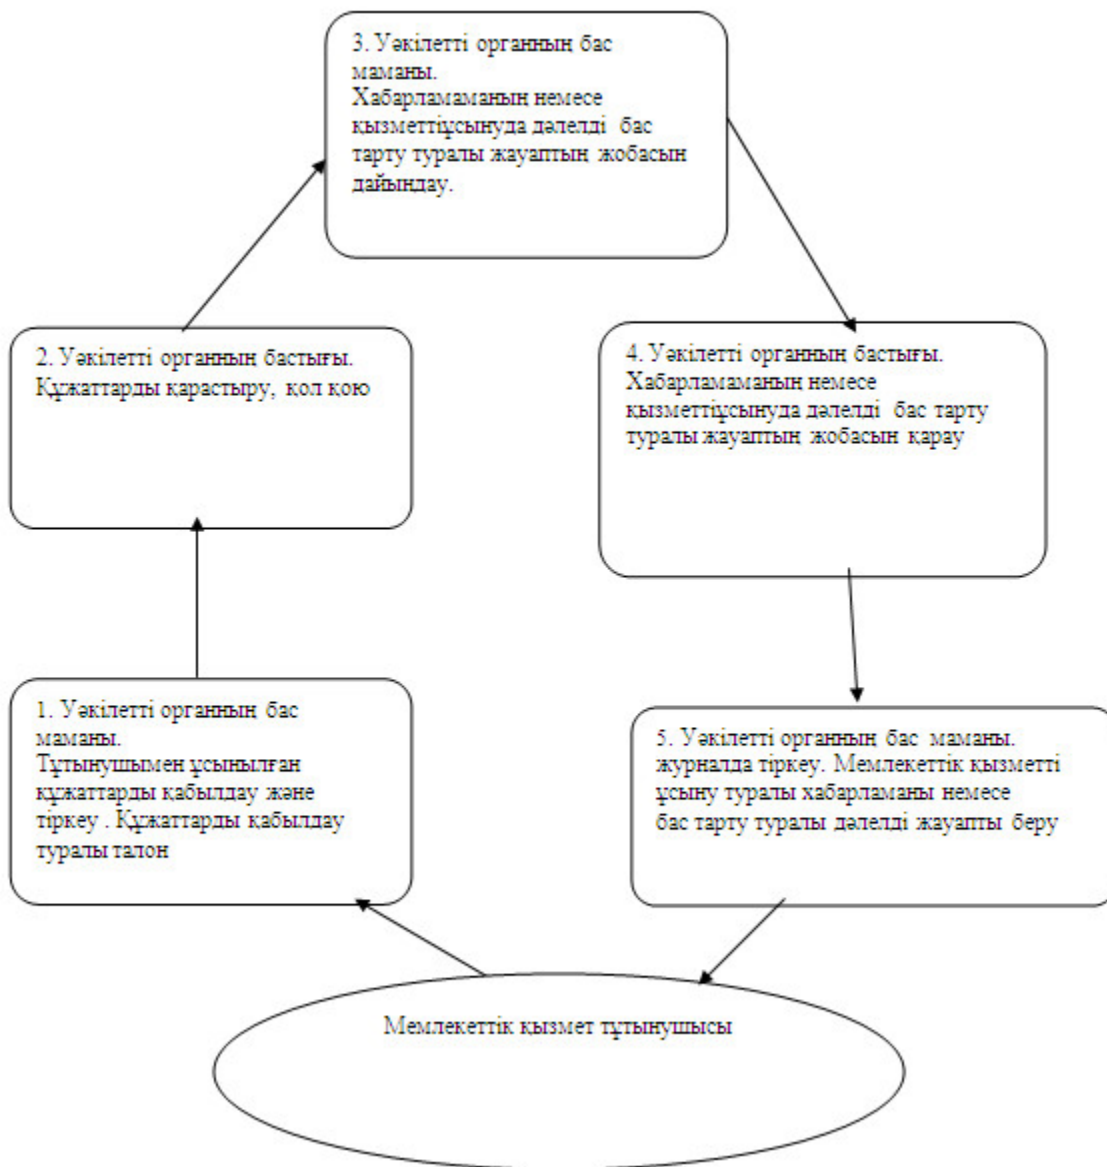 3. Уәкілетті органның бас
маманы.
Хабарламаманың немесе
қызметтіұсынуда дәлелді бас
тарту туралы жауаптың жобасын
дайындау.
2. Уәкілетті органның бастығы.
Құжаттарды қарастыру, қол қою
4. Уәкілетті органның бастығы.
Хабарламаманың немесе
қызметтіұсынуда дәлелді бас тарту
туралы жауаптың жобасын қарау
1. Уәкілетті органның бас
маманы.
Тұтынушымен ұсынылған
құжаттарды қабылдау және
тіркеу . Құжаттарды қабылдау
туралы талон
5. Уәкілетті органның бас маманы.
журналда тіркеу. Мемлекеттік қызметті
ұсыну туралы хабарламаны немесе
бас тарту туралы дәлелді жауапты беру
Мемлекеттік қызмет тұтынушысы